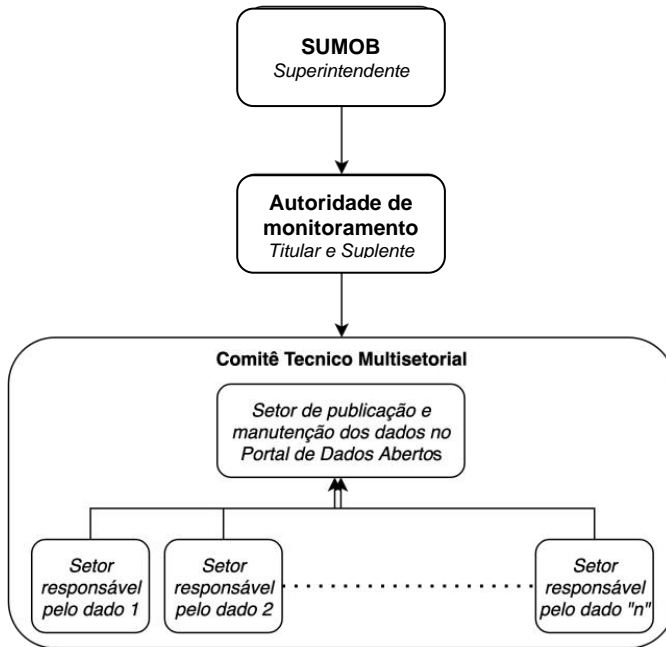 SUMOB
Superintendente
Autoridade de
monitoramento
Titular e Suplente
Comitê Tecnico Multisetorial
Setor de publicação e
manutenção dos dados no
Portal de Dados Abertos
Setor
responsável
pelo dado 1
Setor
responsável
pelo dado 2
Setor
responsável
pelo dado "n"